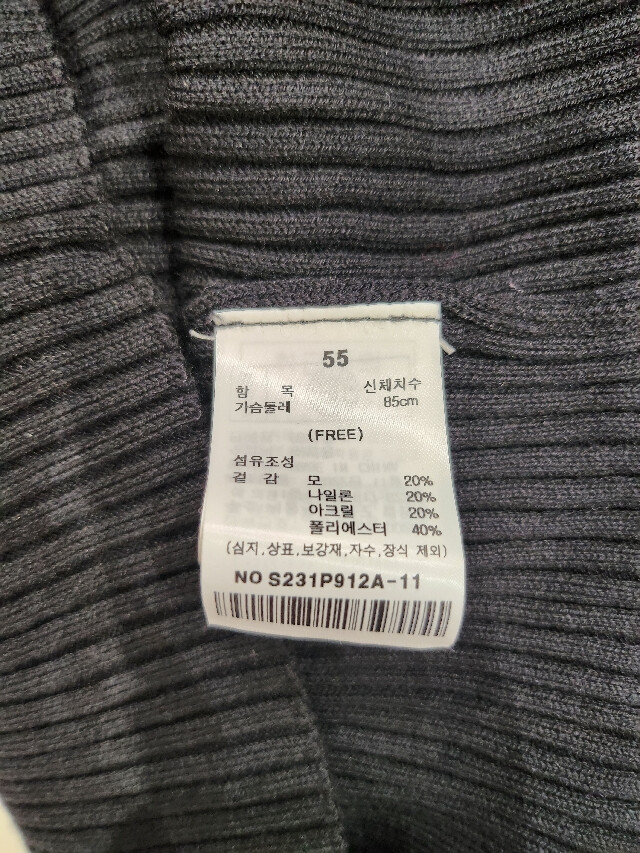 55
항 목 신체치수
가슴둘레 85cm
(FREE)
섬유조성
겉 감 모 20%
나일론 20%
아크릴 20%
폴리에스터 40%
(심지,상표,보강재,자수,장식 제외)
NO S231P912A-11